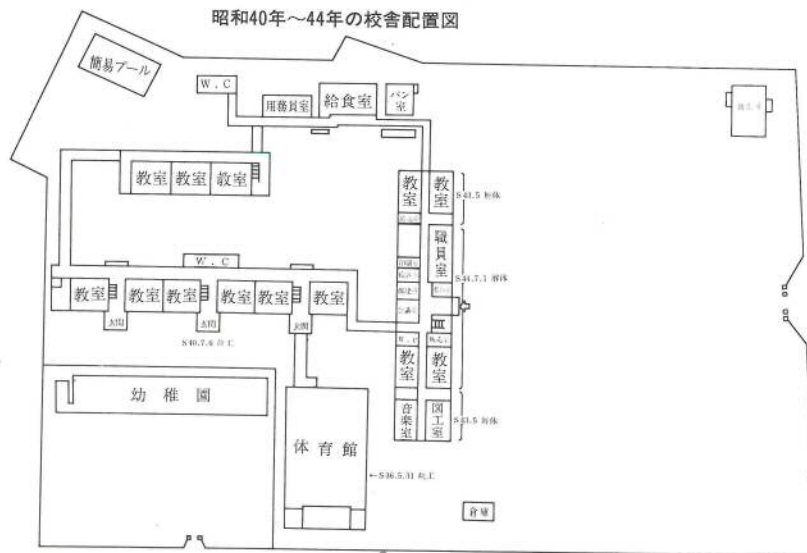 昭和40年～44年の校舎配置図
簡易プール
W.C
用務員室
給食室
パン室
教室
教室
教室
教室
教室
S43.5 解体
職員室
S44.7.1 解体
W.C
教室
教室
教室
教室
教室
教室
玄関
玄関
玄関
S40.7.6 竣工
W.C
教室
教室
幼稚園
体育館
←S36.5.31 竣工
音楽室
図工室
S43.5 解体
倉庫